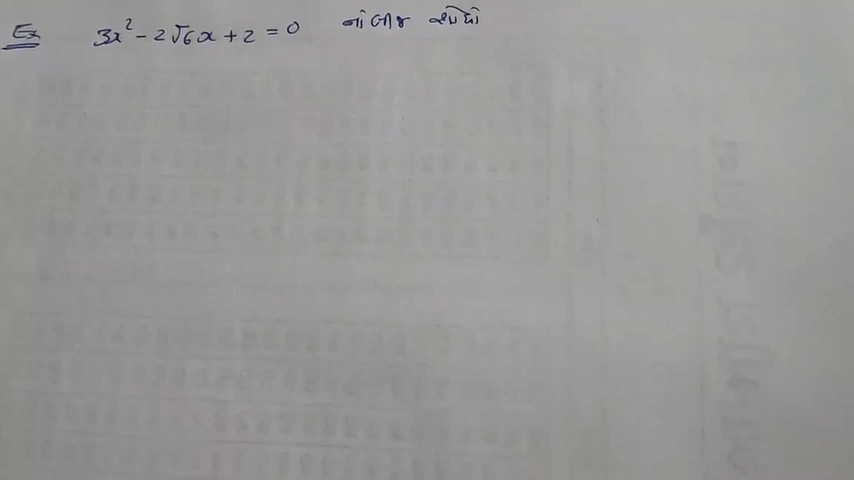 Ex 3x² - 2√6x + 2 = 0 નાં બીજ શોધો